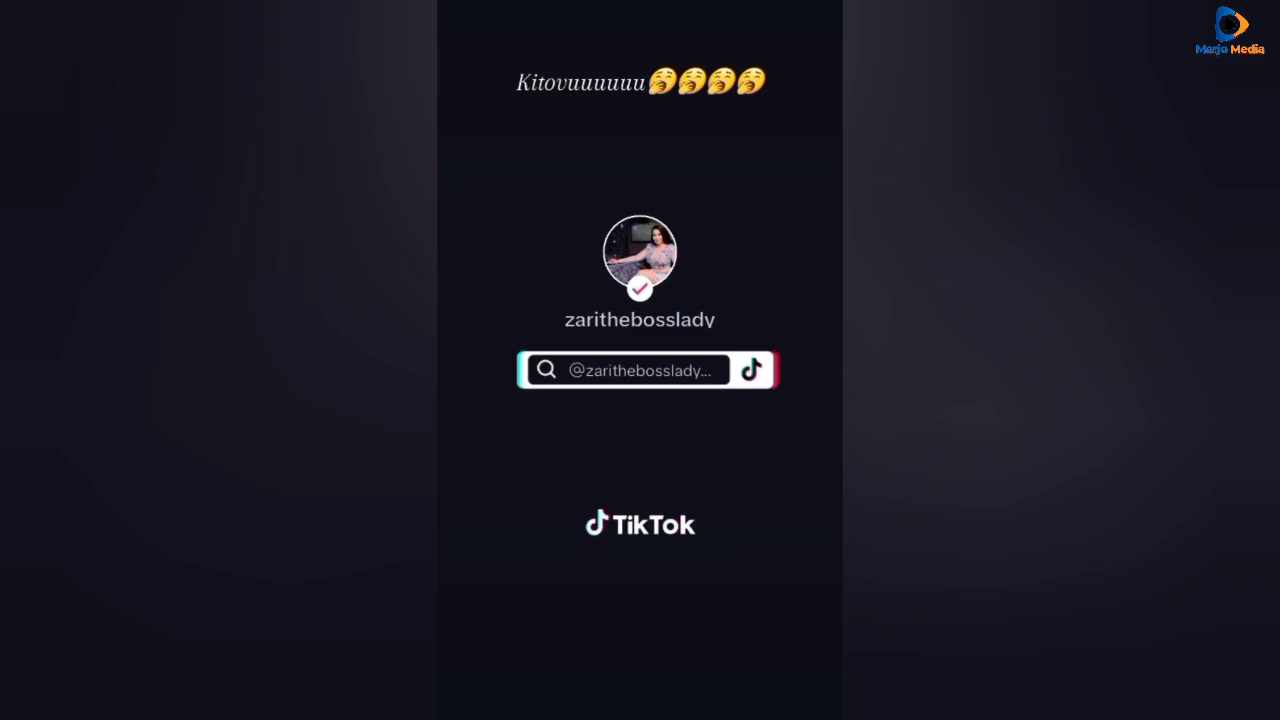 Marjo Media
Kitovuuuuuu🥱🥱🥱🥱
zarithebosslady
@zarithebosslady...
TikTok